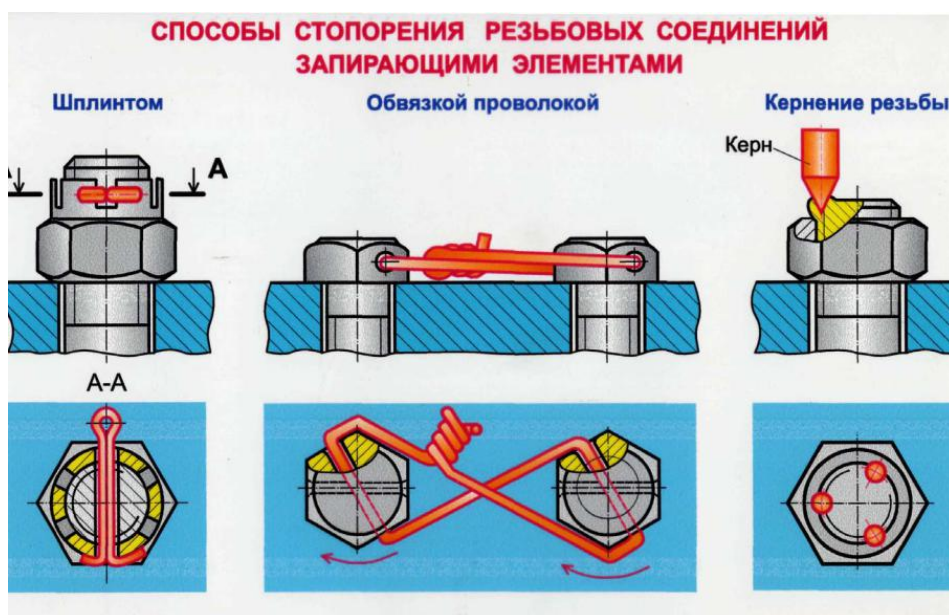 СПОСОБЫ СТОПОРЕНИЯ РЕЗЬБОВЫХ СОЕДИНЕНИЙ
ЗАПИРАЮЩИМИ ЭЛЕМЕНТАМИ
Шплинтом
Обвязкой проволокой
Кернение резьбы
Керн
А
А
А-А